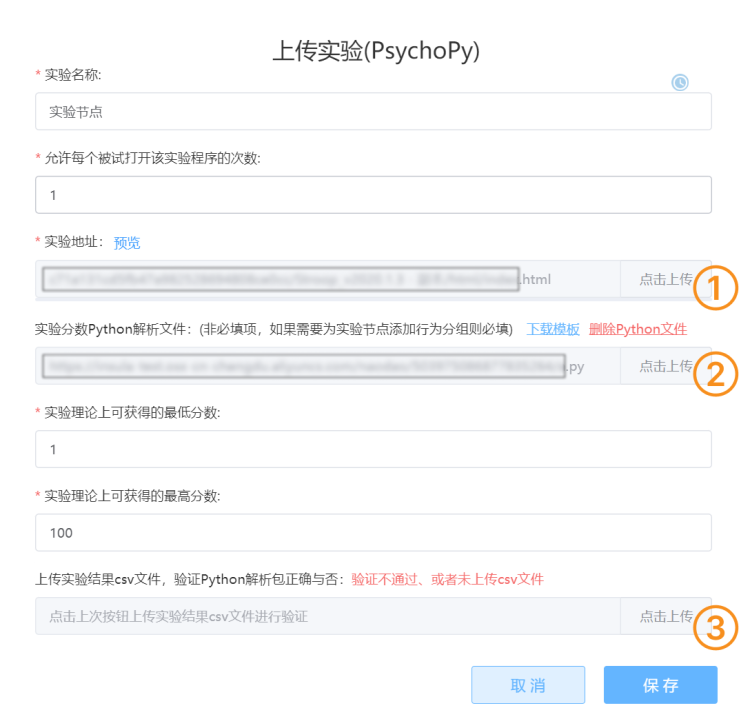 上传实验(PsychoPy)
* 实验名称:
实验节点
* 允许每个被试打开该实验程序的次数:
1
* 实验地址： 预览
.html 点击上传 1
实验分数Python解析文件：(非必填项，如果需要为实验节点添加行为分组则必填) 下载模板 删除Python文件
.py 点击上传 2
* 实验理论上可获得的最低分数:
1
* 实验理论上可获得的最高分数:
100
上传实验结果csv文件，验证Python解析包正确与否：验证不通过、或者未上传csv文件
点击上次按钮上传实验结果csv文件进行验证 点击上传 3
取消 保存